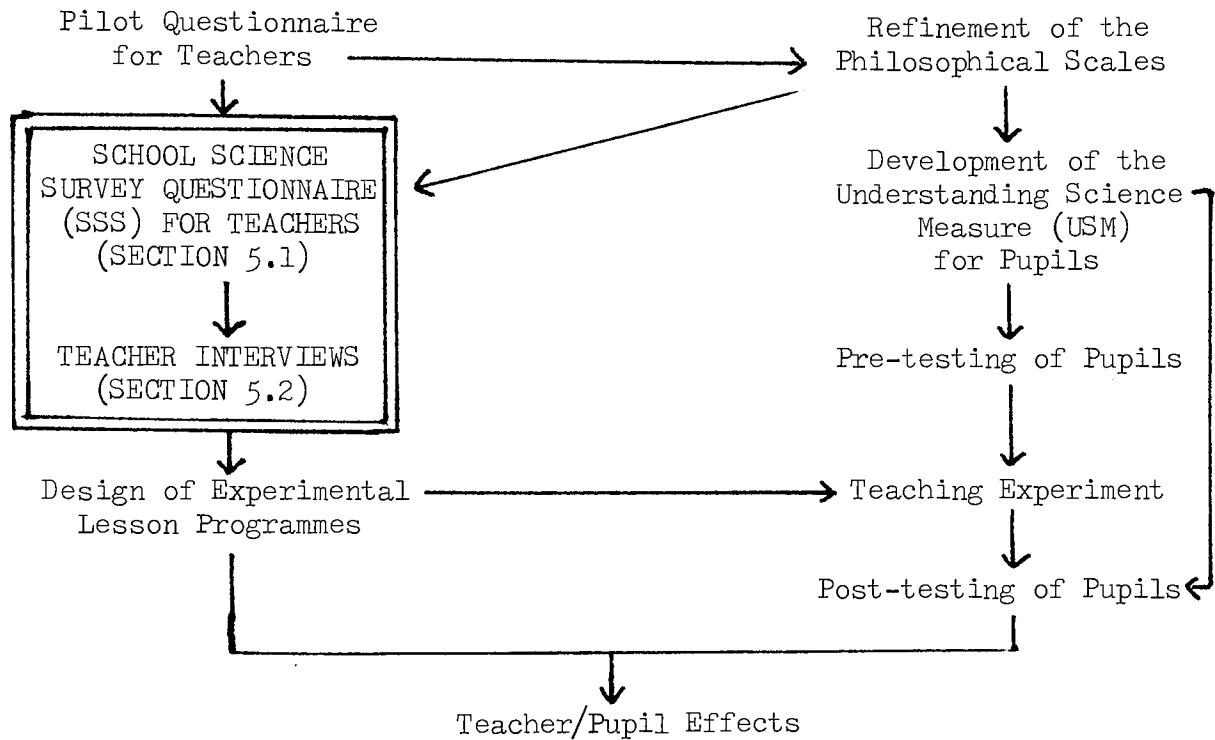 Pilot Questionnaire
for Teachers
Refinement of the
Philosophical Scales
SCHOOL SCIENCE
SURVEY QUESTIONNAIRE
(SSS) FOR TEACHERS
(SECTION 5.1)
TEACHER INTERVIEWS
(SECTION 5.2)
Development of the
Understanding Science
Measure (USM)
for Pupils
Pre-testing of Pupils
Design of Experimental
Lesson Programmes
Teaching Experiment
Post-testing of Pupils
Teacher/Pupil Effects